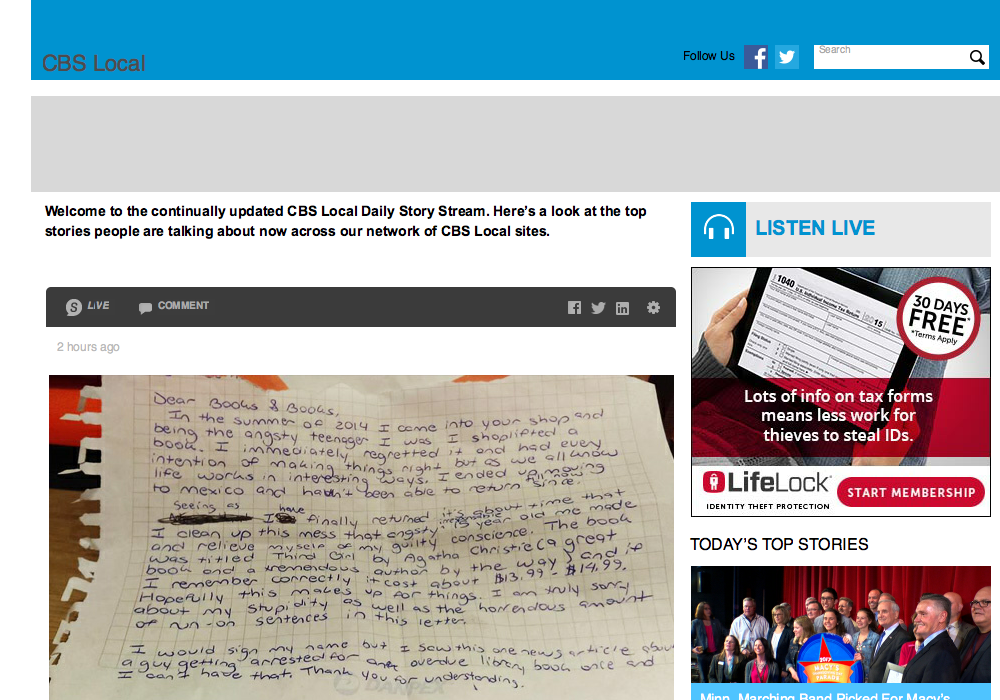 CBS Local
Follow Us
Search
Welcome to the continually updated CBS Local Daily Story Stream. Here's a look at the top
stories people are talking about now across our network of CBS Local sites.
LISTEN LIVE
LiVE
COMMENT
2 hours ago
Dear Books & Books,
In the summer of 2014 I came into your shop and
being the angsty teenager I was I shoplifted a
book. I immediately regretted it and had every
intention of making things right but as we all know
life works in interesting ways. I ended up moving
to mexico and hadn't been able to return since.
Seeing as I have finally returned it's about time that
I clean up this mess that angsty irresponsible year old me made
and relieve myself of my guilty conscience. The book
was titled Third Girl by Agatha Christie (a great
book and a tremendous author by the way) and if
I remember correctly it cost about $13.99 - $14.99.
Hopefully this makes up for things. I am truly sorry
about my stupidity as well as the horrendous amount
of run-on sentences in this letter.
I would sign my name but I saw this one news article about
a guy getting arrested for an overdue library book once and
I can't have that. Thank you for understanding.
1040
U.S. Individual Income Tax Return
2015
30 DAYS
FREE*
*Terms Apply
Lots of info on tax forms
means less work for
thieves to steal IDs.
LifeLock
IDENTITY THEFT PROTECTION
START MEMBERSHIP
TODAY'S TOP STORIES
2017
MACY'S
PARADE
Minn. Marching Band Picked For Macy's